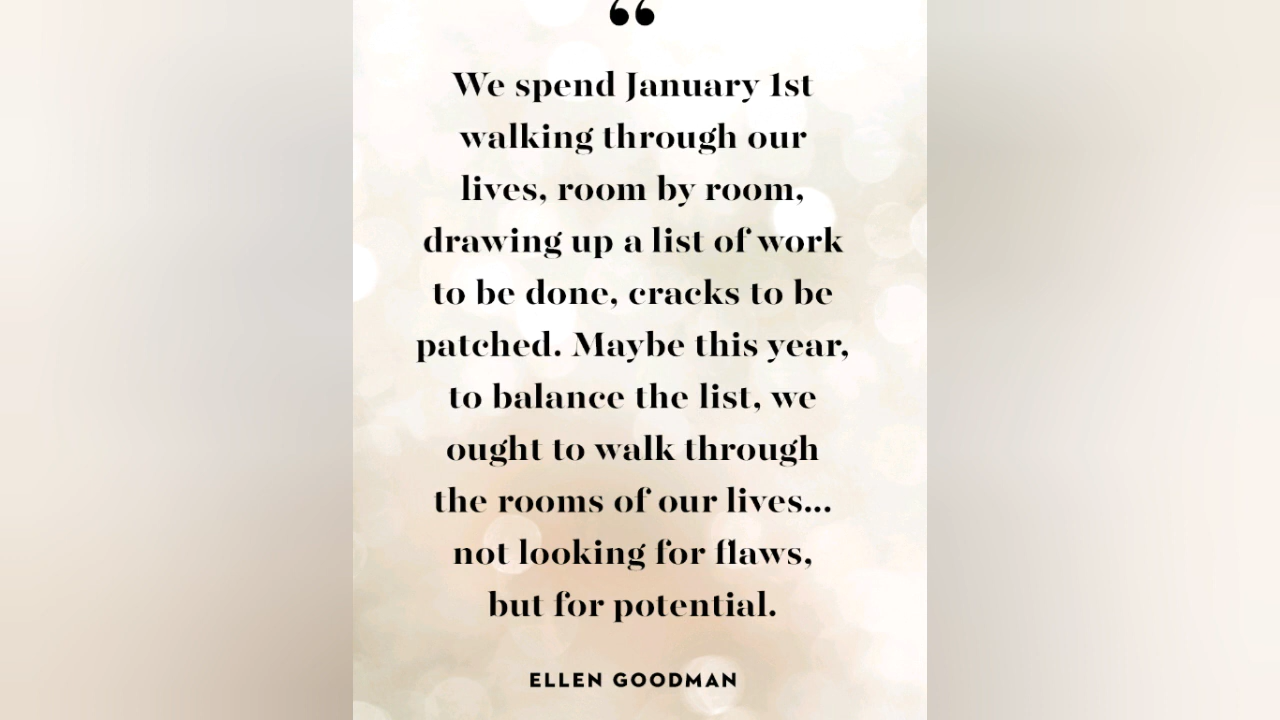 “
We spend January 1st
walking through our
lives, room by room,
drawing up a list of work
to be done, cracks to be
patched. Maybe this year,
to balance the list, we
ought to walk through
the rooms of our lives...
not looking for flaws,
but for potential.
ELLEN GOODMAN